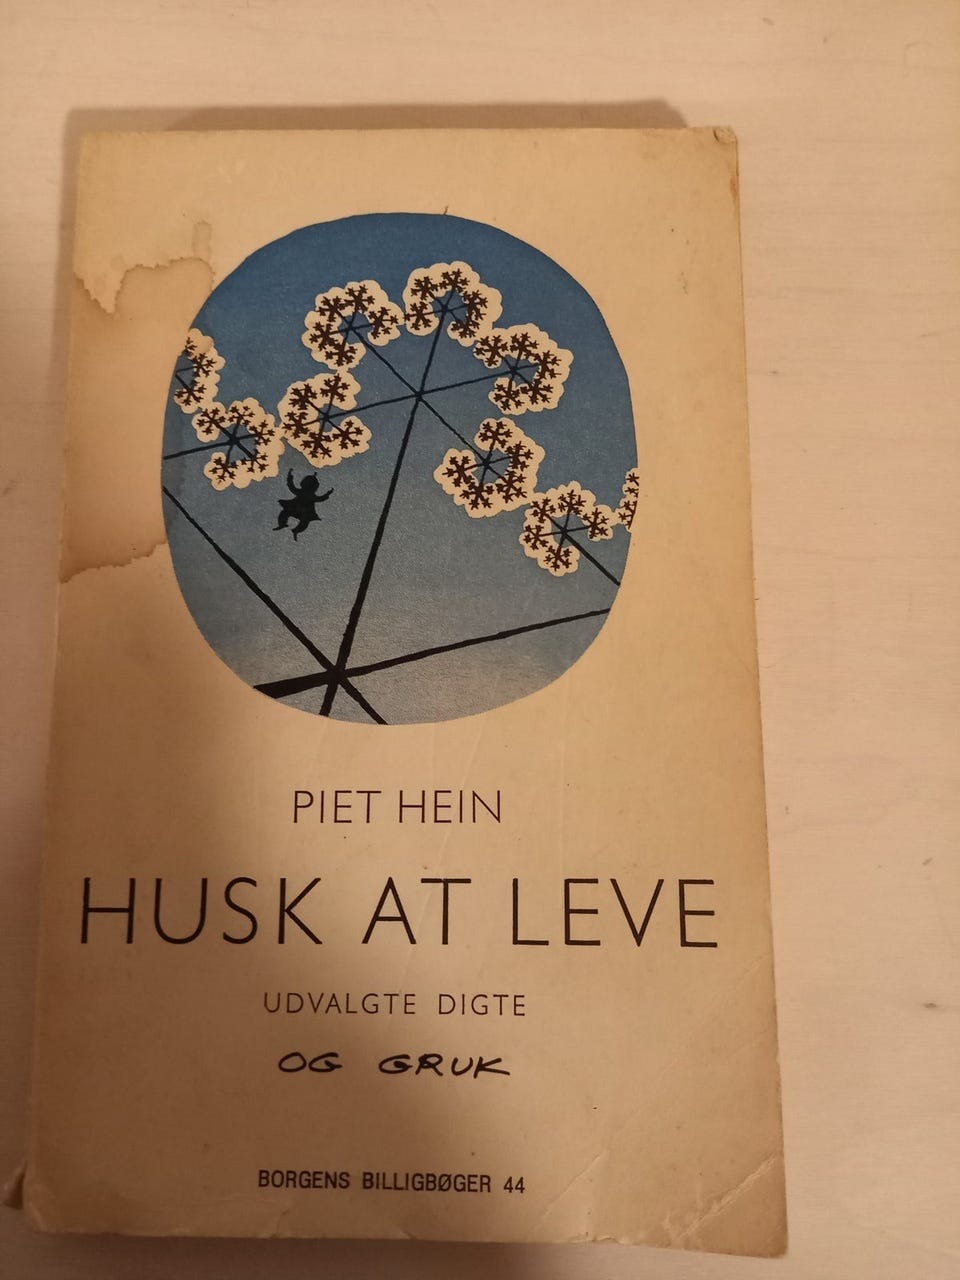 PIET HEIN
HUSK AT LEVE
UDVALGTE DIGTE
OG GRUK
BORGENS BILLIGBØGER 44